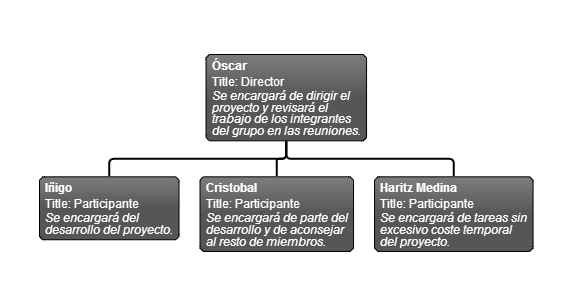 Óscar
Title: Director
Se encargará de dirigir el
proyecto y revisará el
trabajo de los integrantes
del grupo en las reuniones.
Iñigo
Title: Participante
Se encargará del
desarrollo del proyecto.
Cristobal
Title: Participante
Se encargará de parte del
desarrollo y de aconsejar
al resto de miembros.
Haritz Medina
Title: Participante
Se encargará de tareas sin
excesivo coste temporal
del proyecto.